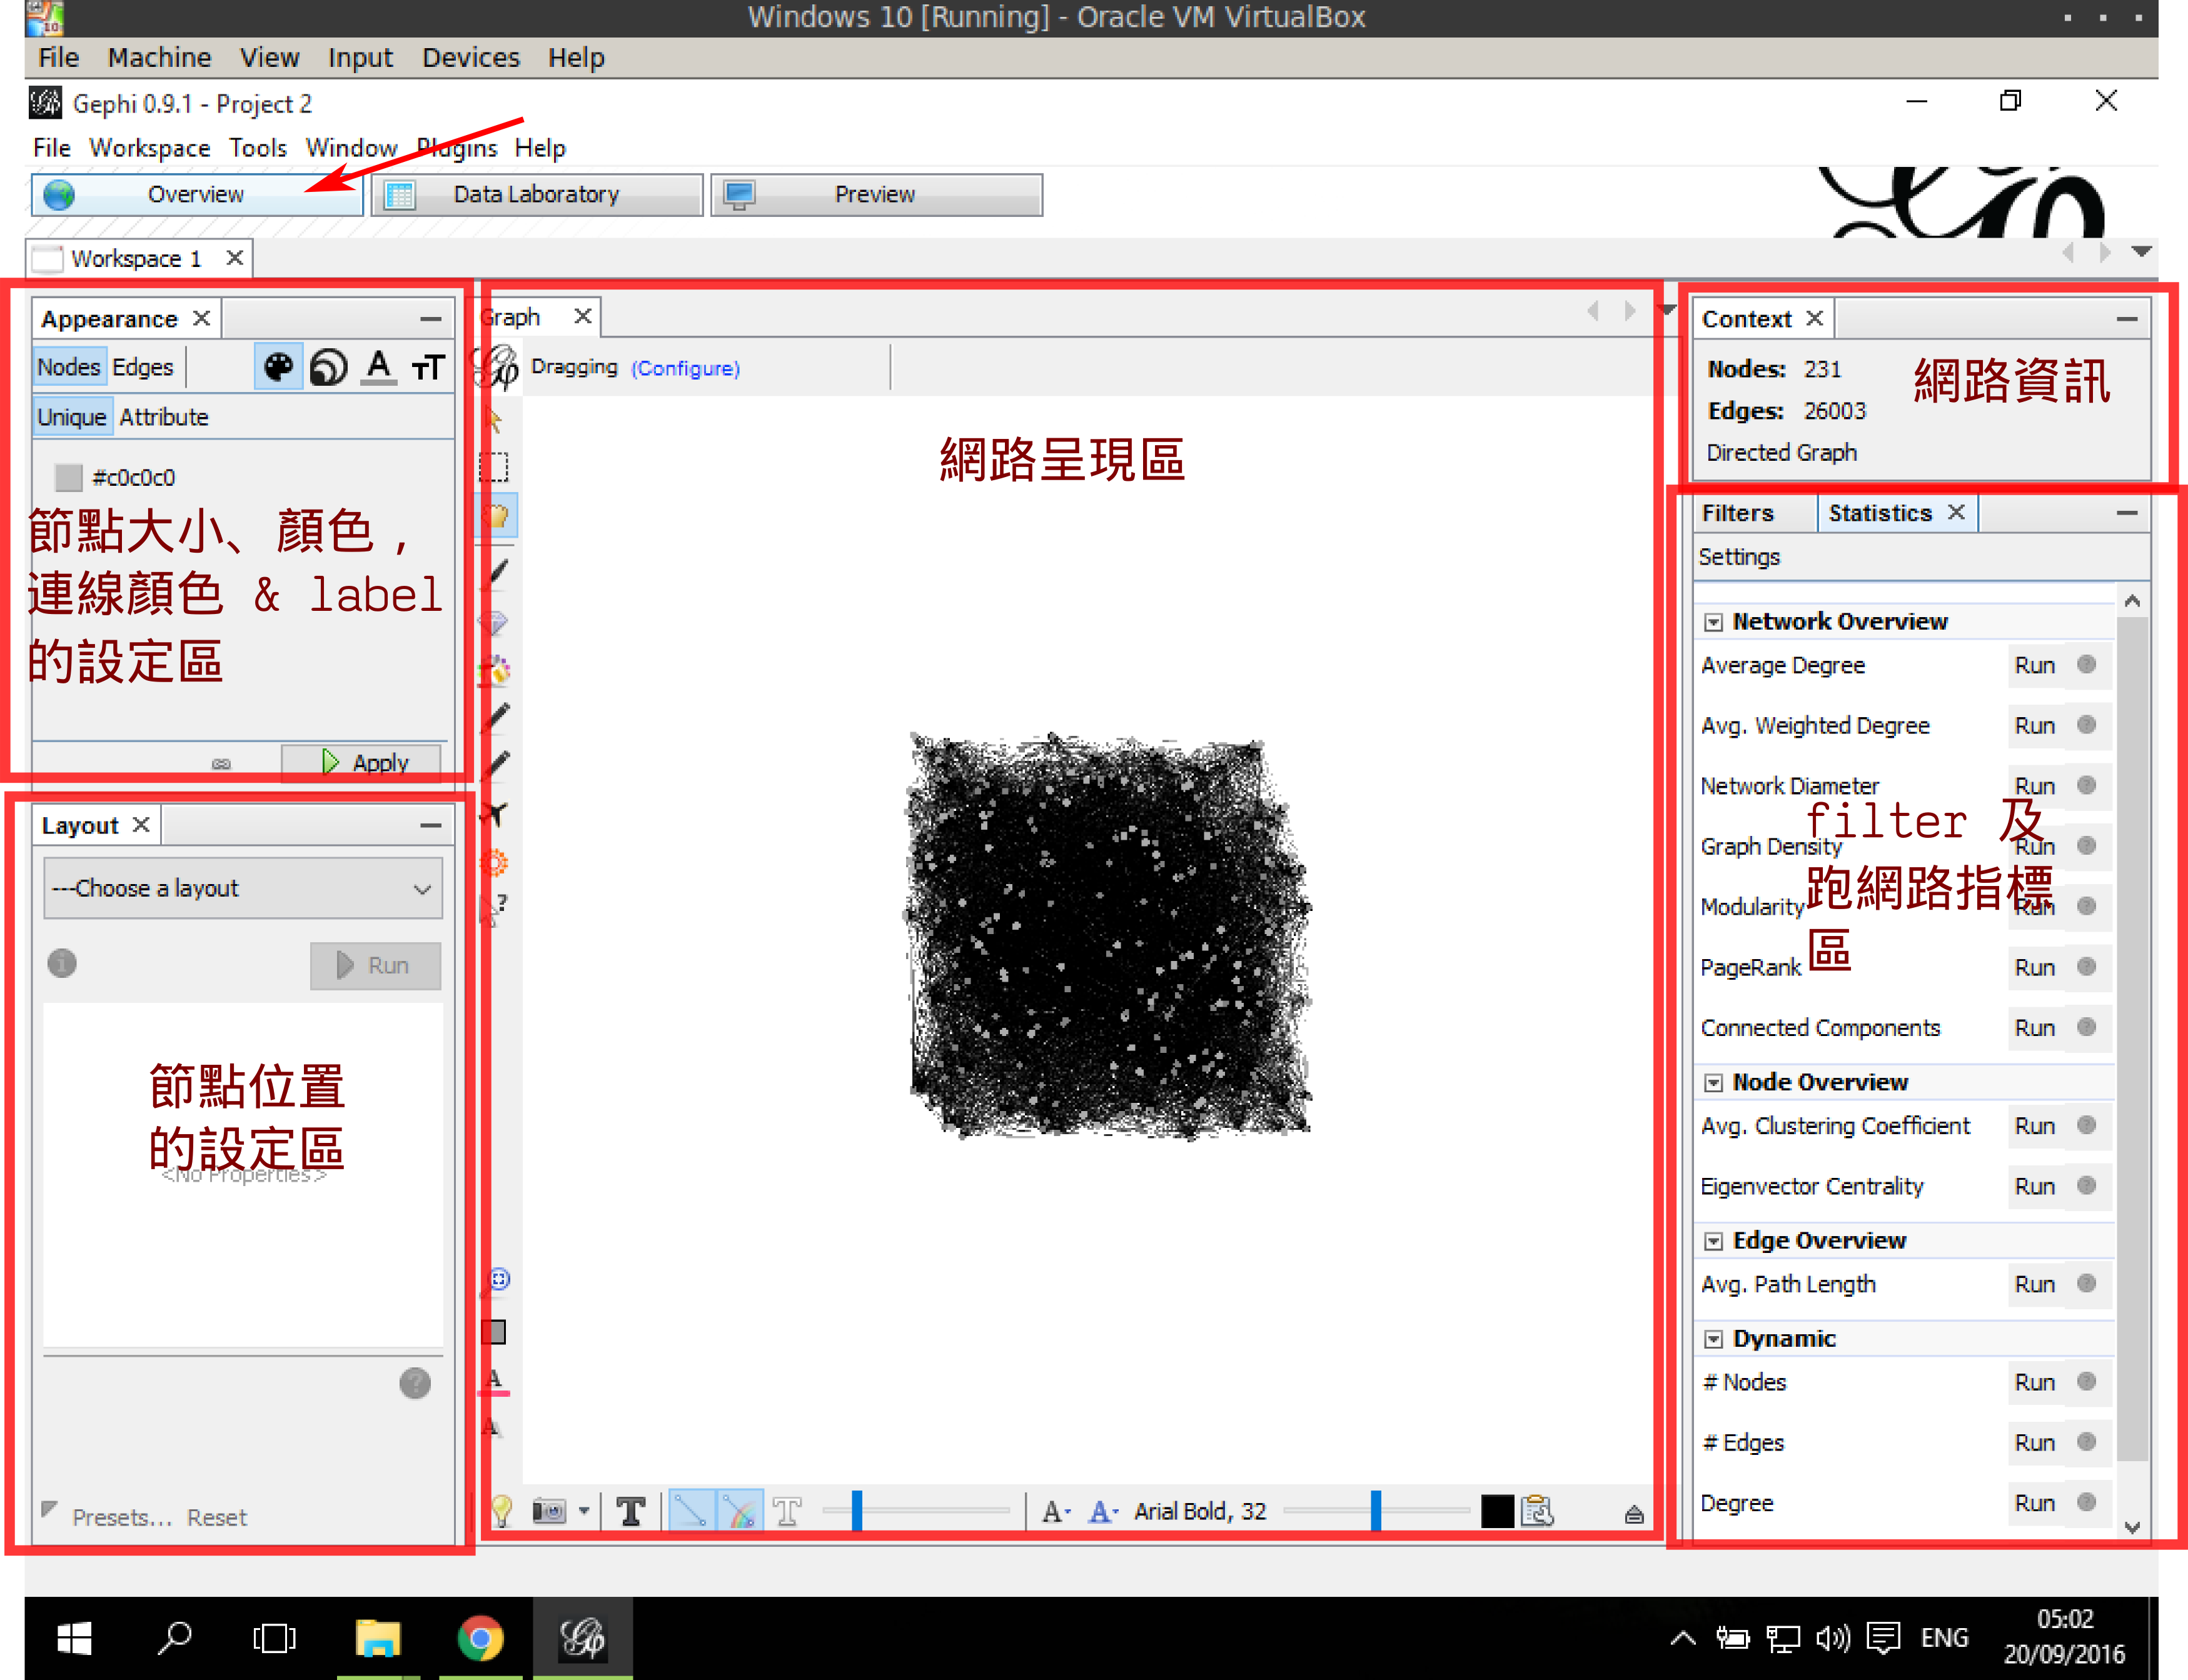 Windows 10 [Running] - Oracle VM VirtualBox
File Machine View Input Devices Help
Gephi 0.9.1 - Project 2
File Workspace Tools Window Plugins Help
Overview Data Laboratory Preview
Workspace 1
Appearance
Nodes Edges
Unique Attribute
#c0c0c0
節點大小、顏色，
連線顏色 & label
的設定區
Apply
Layout
---Choose a layout
Run
節點位置
的設定區
<No Properties>
Presets... Reset
Graph
Dragging (Configure)
網路呈現區
Arial Bold, 32
Context
Nodes: 231
Edges: 26003
Directed Graph
網路資訊
Filters Statistics
Settings
Network Overview
Average Degree Run
Avg. Weighted Degree Run
Network Diameter Run
Graph Density Run
Modularity Run
PageRank Run
Connected Components Run
filter 及
跑網路指標
區
Node Overview
Avg. Clustering Coefficient Run
Eigenvector Centrality Run
Edge Overview
Avg. Path Length Run
Dynamic
# Nodes Run
# Edges Run
Degree Run
ENG
05:02
20/09/2016